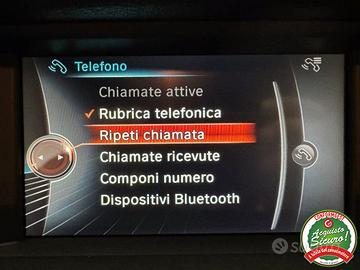 Telefono
Chiamate attive
Rubrica telefonica
Ripeti chiamata
Chiamate ricevute
Componi numero
Dispositivi Bluetooth
Acquisto
Sicuro!